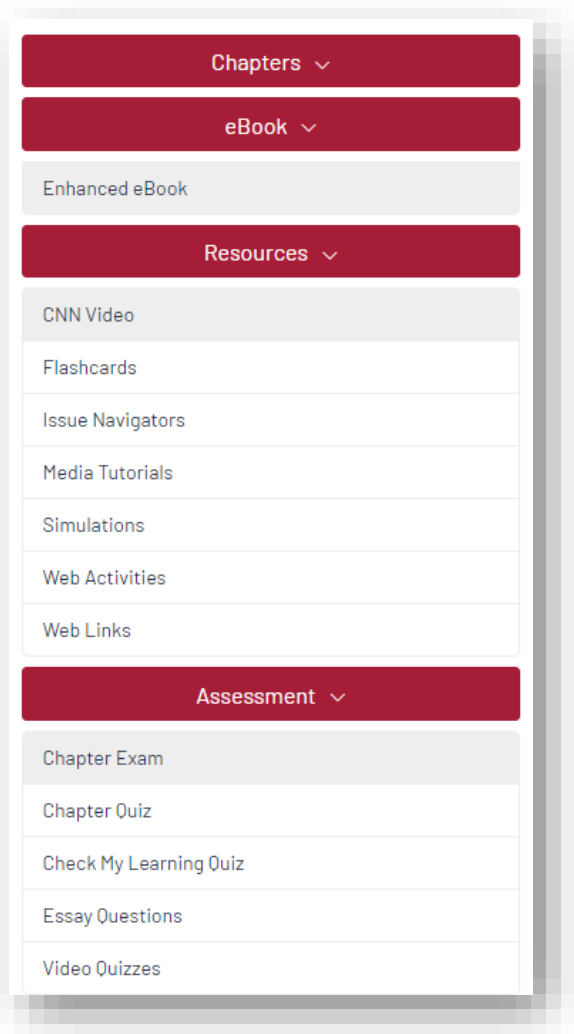 Chapters
eBook
Enhanced eBook
Resources
CNN Video
Flashcards
Issue Navigators
Media Tutorials
Simulations
Web Activities
Web Links
Assessment
Chapter Exam
Chapter Quiz
Check My Learning Quiz
Essay Questions
Video Quizzes